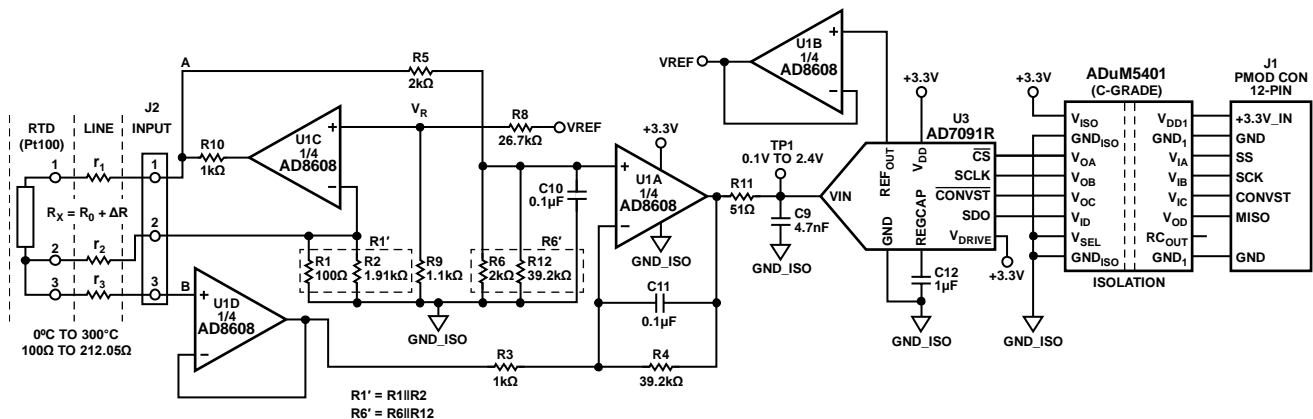 A
R5
2kΩ
RTD
(Pt100)
LINE
J2
INPUT
1
r1
1
R10
1kΩ
U1C
1/4
AD8608
+
−
VR
R8
26.7kΩ
VREF
RX = R0 + ΔR
2
2
r2
3
r3
3
B
+
−
U1D
1/4
AD8608
0ºC TO 300°C
100Ω TO 212.05Ω
R1′
R1
100Ω
R2
1.91kΩ
R9
1.1kΩ
R6′
R6
2kΩ
R12
39.2kΩ
C10
0.1µF
GND_ISO
+3.3V
+
−
U1A
1/4
AD8608
GND_ISO
C11
0.1µF
R3
1kΩ
R4
39.2kΩ
R1′ = R1||R2
R6′ = R6||R12
VREF
U1B
1/4
AD8608
+
−
TP1
0.1V TO 2.4V
R11
51Ω
C9
4.7nF
GND_ISO
+3.3V
U3
AD7091R
VIN
REFOUT
VDD
CS
SCLK
CONVST
SDO
VDRIVE
GND
REGCAP
+3.3V
C12
1µF
GND_ISO
+3.3V
GND_ISO
ADuM5401
(C-GRADE)
VISO
GNDISO
VOA
VOB
VOC
VID
VSEL
GNDISO
VDD1
GND1
VIA
VIB
VIC
VOD
RCOUT
GND1
ISOLATION
J1
PMOD CON
12-PIN
+3.3V_IN
GND
SS
SCK
CONVST
MISO
GND